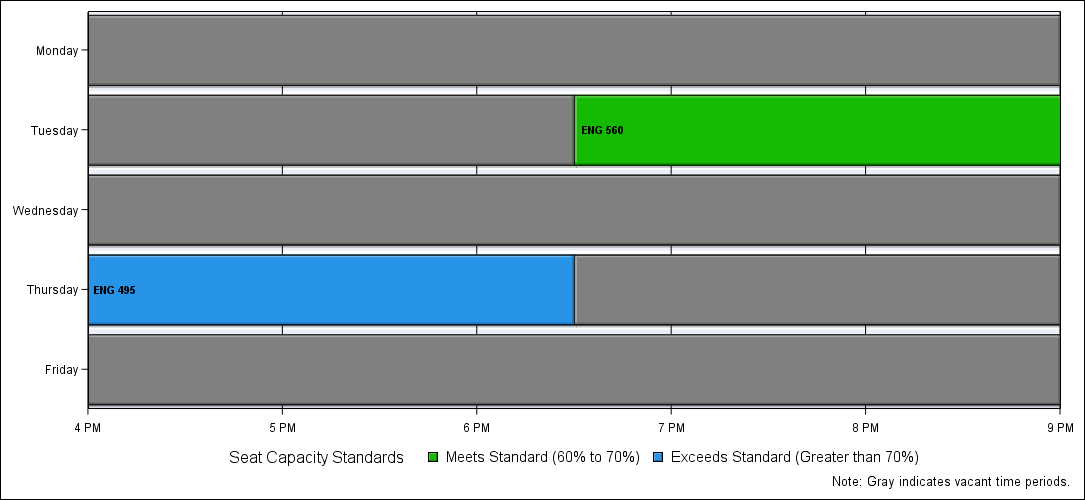 Monday
Tuesday
ENG 560
Wednesday
Thursday
ENG 495
Friday
4 PM 5 PM 6 PM 7 PM 8 PM 9 PM
Seat Capacity Standards Meets Standard (60% to 70%) Exceeds Standard (Greater than 70%)
Note: Gray indicates vacant time periods.